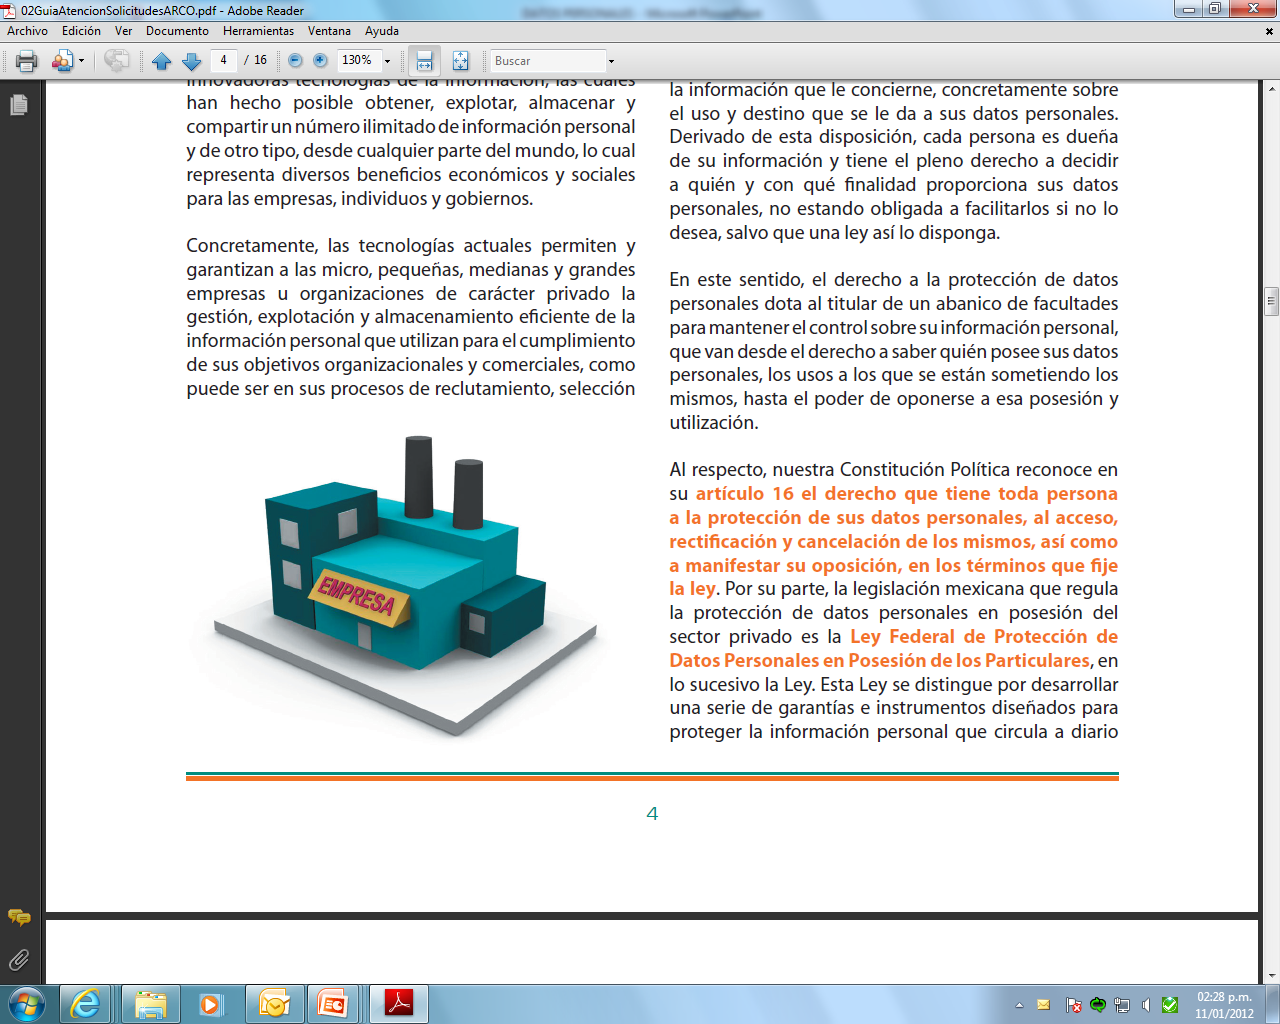 02GuiaAtencionSolicitudesARCO.pdf - Adobe Reader
Archivo Edición Ver Documento Herramientas Ventana Ayuda
4 / 16 130% Buscar
innovadoras tecnologías de la información, las cuales
han hecho posible obtener, explotar, almacenar y
compartir un número ilimitado de información personal
y de otro tipo, desde cualquier parte del mundo, lo cual
representa diversos beneficios económicos y sociales
para las empresas, individuos y gobiernos.
Concretamente, las tecnologías actuales permiten y
garantizan a las micro, pequeñas, medianas y grandes
empresas u organizaciones de carácter privado la
gestión, explotación y almacenamiento eficiente de la
información personal que utilizan para el cumplimiento
de sus objetivos organizacionales y comerciales, como
puede ser en sus procesos de reclutamiento, selección
EMPRESA
la información que le concierne, concretamente sobre
el uso y destino que se le da a sus datos personales.
Derivado de esta disposición, cada persona es dueña
de su información y tiene el pleno derecho a decidir
a quién y con qué finalidad proporciona sus datos
personales, no estando obligada a facilitarlos si no lo
desea, salvo que una ley así lo disponga.
En este sentido, el derecho a la protección de datos
personales dota al titular de un abanico de facultades
para mantener el control sobre su información personal,
que van desde el derecho a saber quién posee sus datos
personales, los usos a los que se están sometiendo los
mismos, hasta el poder de oponerse a esa posesión y
utilización.
Al respecto, nuestra Constitución Política reconoce en
su artículo 16 el derecho que tiene toda persona
a la protección de sus datos personales, al acceso,
rectificación y cancelación de los mismos, así como
a manifestar su oposición, en los términos que fije
la ley. Por su parte, la legislación mexicana que regula
la protección de datos personales en posesión del
sector privado es la Ley Federal de Protección de
Datos Personales en Posesión de los Particulares, en
lo sucesivo la Ley. Esta Ley se distingue por desarrollar
una serie de garantías e instrumentos diseñados para
proteger la información personal que circula a diario
4
02:28 p.m.
11/01/2012